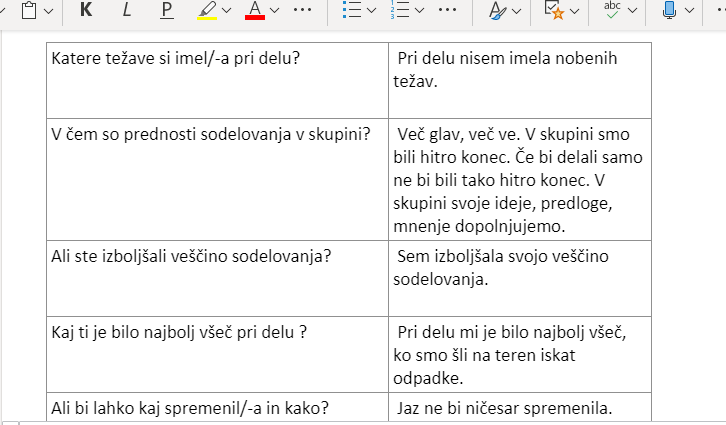 K L P A abc
Katere težave si imel/-a pri delu?
Pri delu nisem imela nobenih
težav.
V čem so prednosti sodelovanja v skupini?
Več glav, več ve. V skupini smo
bili hitro konec. Če bi delali samo
ne bi bili tako hitro konec. V
skupini svoje ideje, predloge,
mnenje dopolnjujemo.
Ali ste izboljšali veščino sodelovanja?
Sem izboljšala svojo veščino
sodelovanja.
Kaj ti je bilo najbolj všeč pri delu ?
Pri delu mi je bilo najbolj všeč,
ko smo šli na teren iskat
odpadke.
Ali bi lahko kaj spremenil/-a in kako?
Jaz ne bi ničesar spremenila.